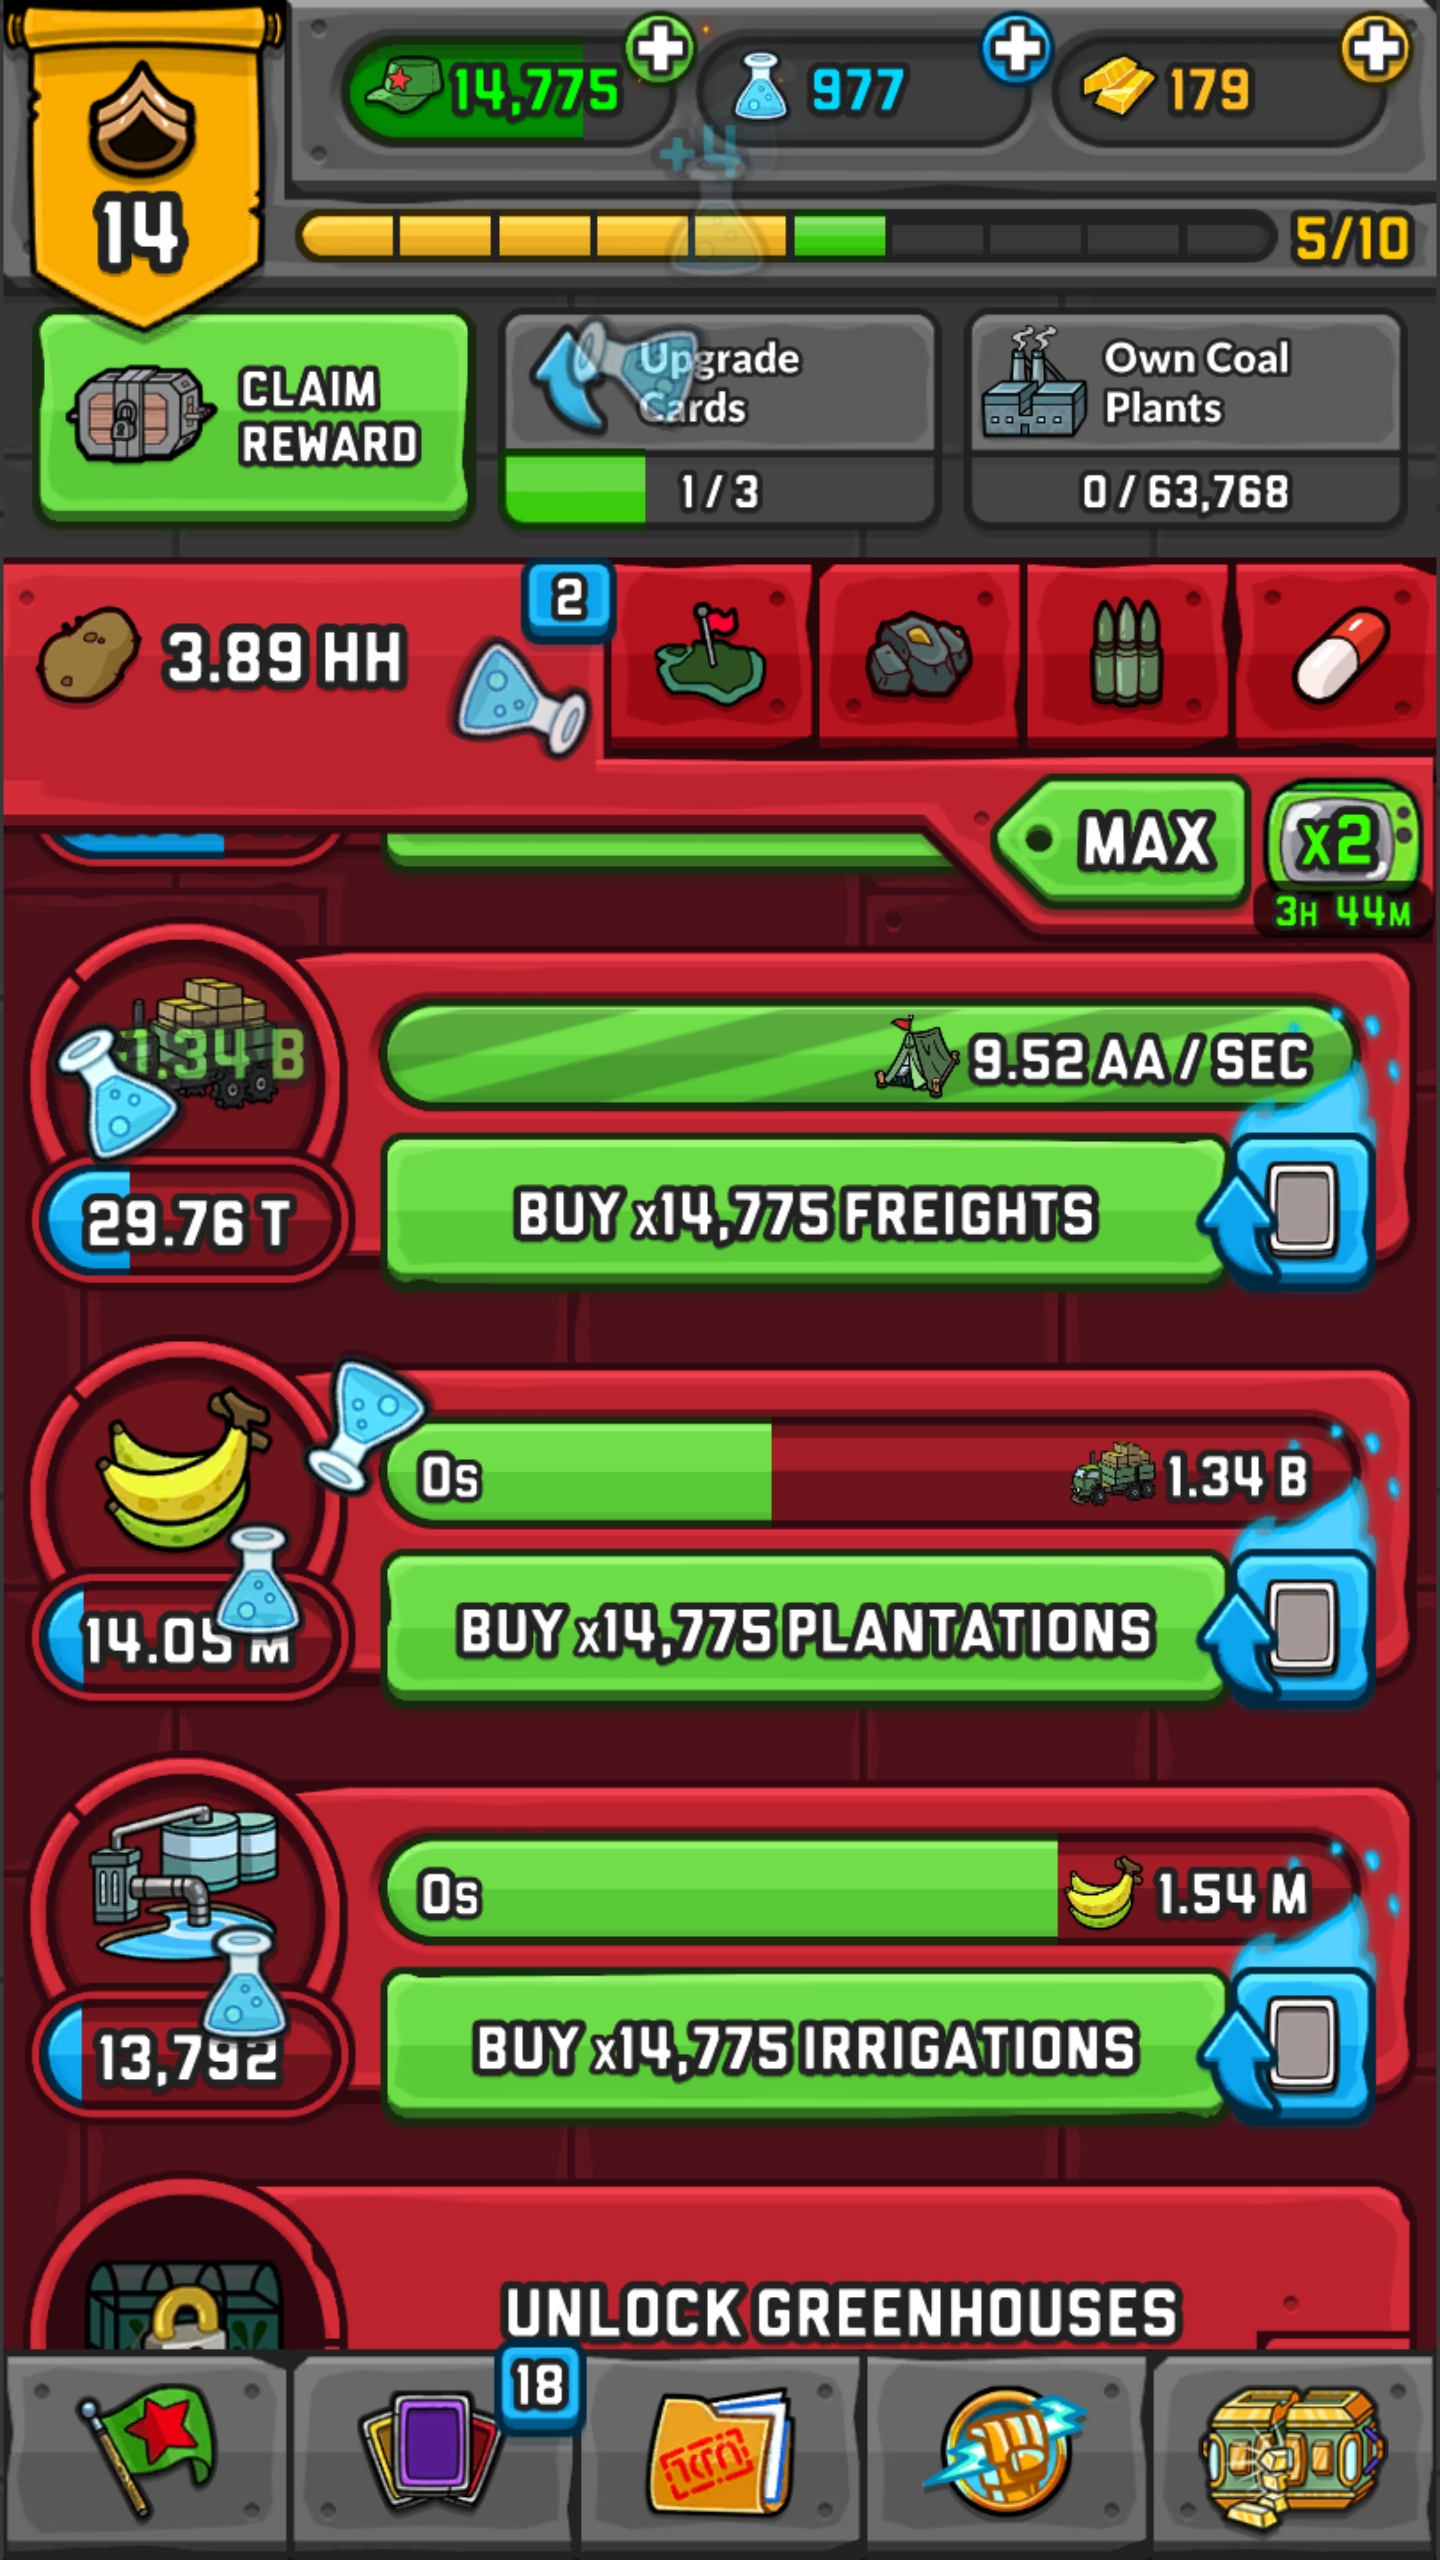 14
14,775
977
179
+4
5/10
CLAIM
REWARD
Upgrade
Cards
1 / 3
Own Coal
Plants
0 / 63,768
3.89 HH
2
MAX
x2
3H 44M
1.34 B
9.52 AA / SEC
29.76 T
BUY x14,775 FREIGHTS
0s
1.34 B
14.05 M
BUY x14,775 PLANTATIONS
0s
1.54 M
13,792
BUY x14,775 IRRIGATIONS
UNLOCK GREENHOUSES
18